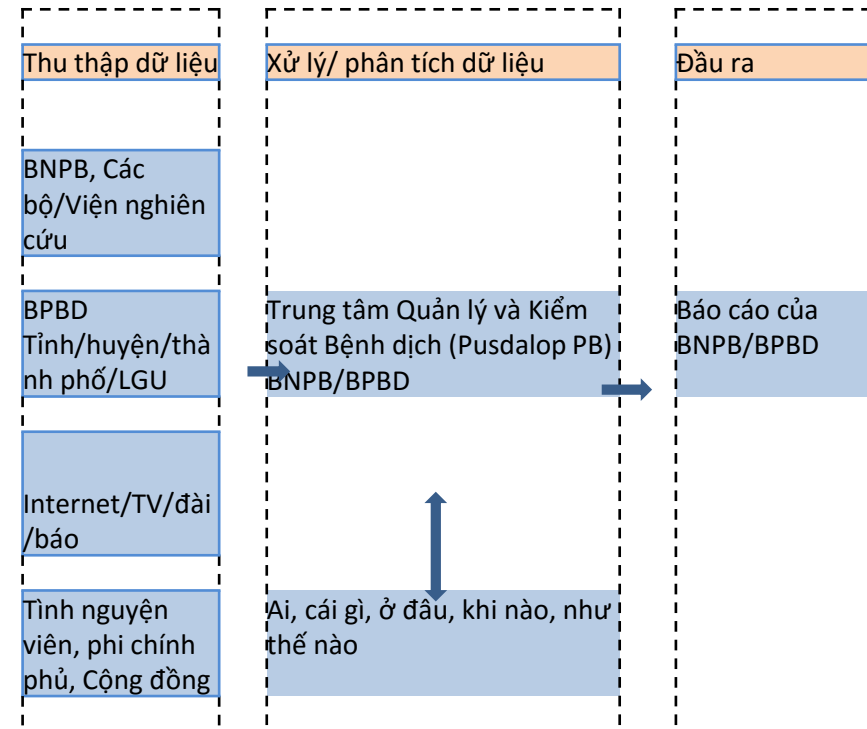 Thu thập dữ liệu
Xử lý/ phân tích dữ liệu
Đầu ra
BNPB, Các
bộ/Viện nghiên
cứu
BPBD
Tỉnh/huyện/thà
nh phố/LGU
Trung tâm Quản lý và Kiểm
soát Bệnh dịch (Pusdalop PB)
BNPB/BPBD
Báo cáo của
BNPB/BPBD
Internet/TV/đài
/báo
Tình nguyện
viên, phi chính
phủ, Cộng đồng
Ai, cái gì, ở đâu, khi nào, như
thế nào